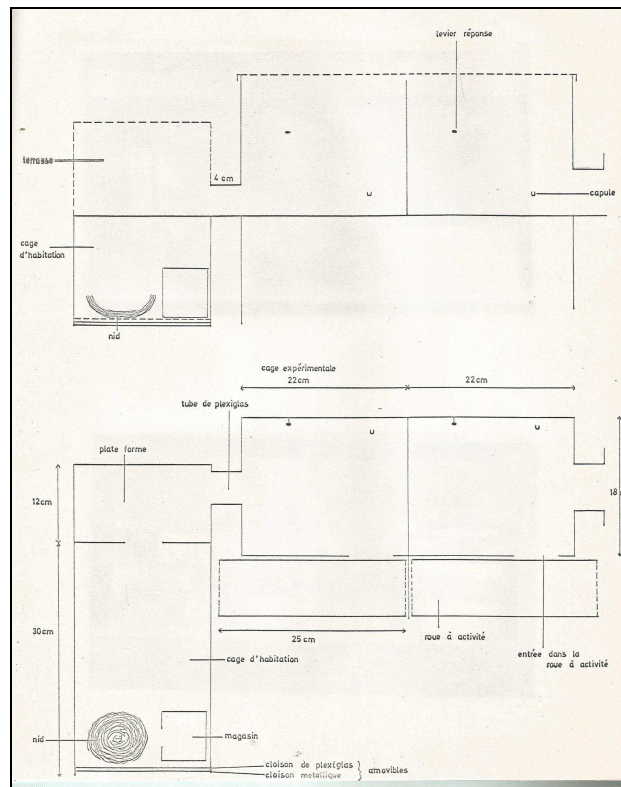 levier réponse
terrasse
4 cm
capule
cage
d'habitation
nid
cage expérimentale
22cm
22cm
tube de plexiglas
plate forme
12cm
18
30cm
25 cm
roue à activité
entrée dans la
roue à activité
cage d'habitation
nid
magasin
cloison de plexiglas
cloison metallique
amovibles